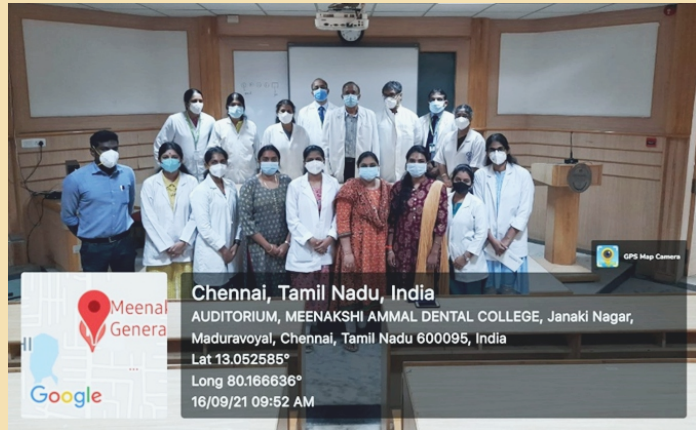 GPS Map Camera
Meenak
Genera
Google
Chennai, Tamil Nadu, India
AUDITORIUM, MEENAKSHI AMMAL DENTAL COLLEGE, Janaki Nagar,
Maduravoyal, Chennai, Tamil Nadu 600095, India
Lat 13.052585°
Long 80.166636°
16/09/21 09:52 AM